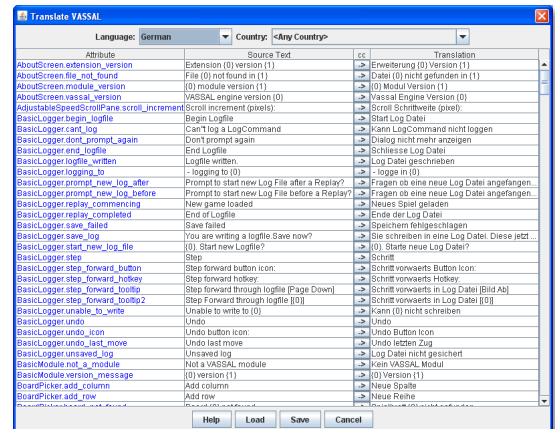 Translate VASSAL
Language: German Country: <Any Country>
Attribute Source Text cc Translation
AboutScreen.extension_version Extension {0} version {1} -> Erweiterung {0} Version {1}
AboutScreen.file_not_found File {0} not found in {1} -> Datei {0} nicht gefunden in {1}
AboutScreen.module_version {0} module version {1} -> {0} Modul Version {1}
AboutScreen.vassal_version VASSAL engine version {0} -> Vassal Engine Version {0}
AdjustableSpeedScrollPane.scroll_increment Scroll increment (pixels): -> Scroll Schrittweite (pixel):
BasicLogger.begin_logfile Begin Logfile -> Start Log Datei
BasicLogger.cant_log Can''t log a LogCommand -> Kann LogCommand nicht loggen
BasicLogger.dont_prompt_again Don't prompt again -> Dialog nicht mehr anzeigen
BasicLogger.end_logfile End Logfile -> Schliesse Log Datei
BasicLogger.logfile_written Logfile written. -> Log Datei geschrieben
BasicLogger.logging_to - logging to {0} -> - logge in {0}
BasicLogger.prompt_new_log_after Prompt to start new Log File after a Replay? -> Fragen ob eine neue Log Datei angefangen...
BasicLogger.prompt_new_log_before Prompt to start new Log File before a Replay? -> Fragen ob eine neue Log Datei angefangen...
BasicLogger.replay_commencing New game loaded -> Neues Spiel geladen
BasicLogger.replay_completed End of Logfile -> Ende der Log Datei
BasicLogger.save_failed Save failed -> Speichern fehlgeschlagen
BasicLogger.save_log You are writing a logfile.Save now? -> Sie schreiben in eine Log Datei. Diese jetzt ...
BasicLogger.start_new_log_file {0}. Start new Logfile? -> {0}. Starte neue Log Datei?
BasicLogger.step Step -> Schritt
BasicLogger.step_forward_button Step forward button icon: -> Schritt vorwaerts Button Icon:
BasicLogger.step_forward_hotkey Step forward hotkey: -> Schritt vorwaerts Hotkey:
BasicLogger.step_forward_tooltip Step forward through logfile [Page Down] -> Schritt vorwaerts in Log Datei [Bild Ab]
BasicLogger.step_forward_tooltip2 Step Forward through logfile [{0}] -> Schritt vorwaerts in Log Datei [{0}]
BasicLogger.unable_to_write Unable to write to {0} -> Kann {0} nicht schreiben
BasicLogger.undo Undo -> Undo
BasicLogger.undo_icon Undo button icon: -> Undo Button Icon
BasicLogger.undo_last_move Undo last move -> Undo letzten Zug
BasicLogger.unsaved_log Unsaved log -> Log Datei nicht gesichert
BasicModule.not_a_module Not a VASSAL module -> Kein VASSAL Modul
BasicModule.version_message {0} version {1} -> {0} Version {1}
BoardPicker.add_column Add column -> Neue Spalte
BoardPicker.add_row Add row -> Neue Reihe
Help Load Save Cancel